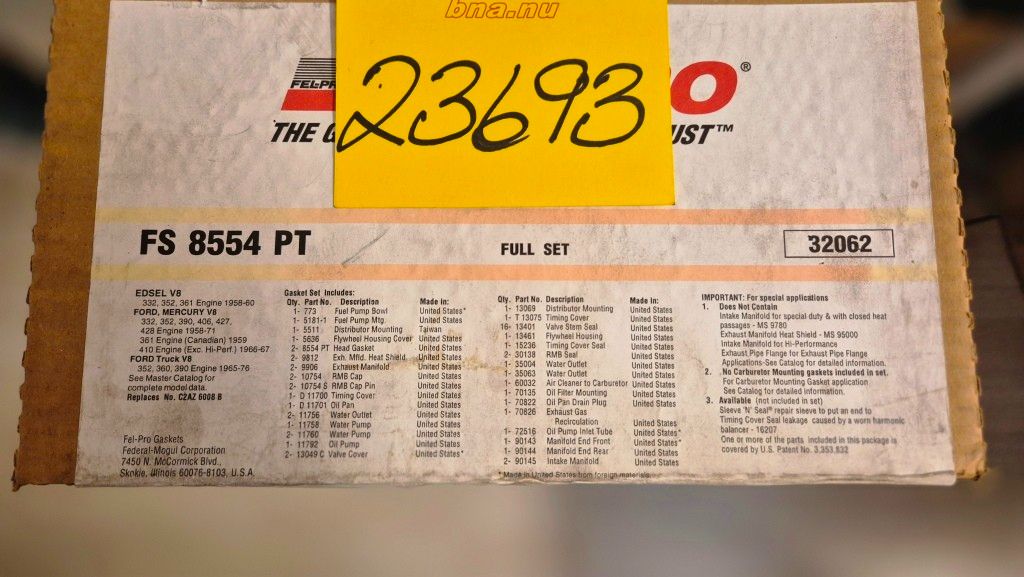 bna.nu
23693
FEL-PR
O®
THE G
UST™
FS 8554 PT
FULL SET
32062
EDSEL V8
332, 352, 361 Engine 1958-60
FORD, MERCURY V8
332, 352, 390, 406, 427,
428 Engine 1958-71
361 Engine (Canadian) 1959
410 Engine (Exc. Hi-Perf.) 1966-67
FORD Truck V8
352, 360, 390 Engine 1965-76
See Master Catalog for
complete model data.
Replaces No. C2AZ 6008 B
Fel-Pro Gaskets
Federal-Mogul Corporation
7450 N. McCormick Blvd.,
Skokie, Illinois 60076-8103, U.S.A.
Gasket Set Includes:
Qty. Part No. Description Made in:
1- 773 Fuel Pump Bowl United States*
1- 5181-1 Fuel Pump Mtg. United States
1- 5511 Distributor Mounting Taiwan
1- 5636 Flywheel Housing Cover United States
2- 8554 PT Head Gasket United States
2- 9812 Exh. Mfld. Heat Shield United States
2- 9906 Exhaust Manifold United States
2- 10754 RMB Cap United States
2- 10754 S RMB Cap Pin United States
1- D 11700 Timing Cover United States
1- D 11701 Oil Pan United States
2- 11756 Water Outlet United States
1- 11758 Water Pump United States
2- 11760 Water Pump United States
1- 11792 Oil Pump United States
2- 13049 C Valve Cover United States*
Qty. Part No. Description Made in:
1- 13069 Distributor Mounting United States
1- T 13075 Timing Cover United States
16- 13401 Valve Stem Seal United States
1- 13461 Flywheel Housing United States
1- 15236 Timing Cover Seal United States
2- 30138 RMB Seal United States
1- 35004 Water Outlet United States
1- 35063 Water Outlet United States
1- 60032 Air Cleaner to Carburetor United States
1- 70135 Oil Filter Mounting United States
1- 70822 Oil Pan Drain Plug United States
1- 70826 Exhaust Gas
Recirculation United States
1- 72516 Oil Pump Inlet Tube United States*
1- 90143 Manifold End Front United States
1- 90144 Manifold End Rear United States*
2- 90145 Intake Manifold United States
*Made in United States from foreign materials.
IMPORTANT: For special applications
1. Does Not Contain
Intake Manifold for special duty & with closed heat
passages - MS 9780
Exhaust Manifold Heat Shield - MS 95000
Intake Manifold for Hi-Performance
Exhaust Pipe Flange for Exhaust Pipe Flange
Applications-See Catalog for detailed information.
2. No Carburetor Mounting gaskets included in set.
For Carburetor Mounting Gasket application
See Catalog for detailed information.
3. Available (not included in set)
Sleeve 'N' Seal® repair sleeve to put an end to
Timing Cover Seal leakage caused by a worn harmonic
balancer - 16207
One or more of the parts included in this package is
covered by U.S. Patent No. 3,353,832